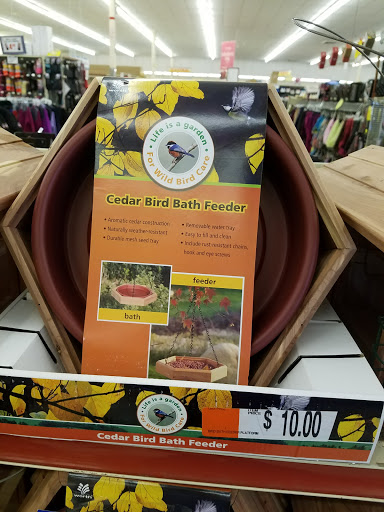 Life is a garden
For Wild Bird Care
Cedar Bird Bath Feeder
• Aromatic cedar construction
• Naturally weather-resistant
• Durable mesh seed tray
• Removable water tray
• Easy to fill and clean
• Include rust resistant chains,
hook and eye screws
feeder
bath
Life is a garden
For Wild Bird Care
$ 10.00
Cedar Bird Bath Feeder